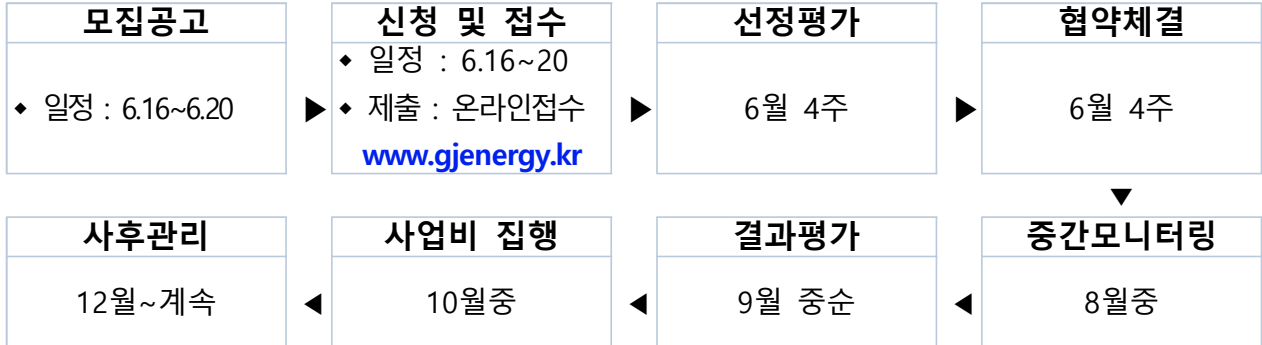 모집공고
◆ 일정 : 6.16~6.20
▶
신청 및 접수
◆ 일정 : 6.16~20
◆ 제출 : 온라인접수
www.gjenergy.kr
▶
선정평가
6월 4주
▶
협약체결
6월 4주
▼
중간모니터링
8월중
◀
결과평가
9월 중순
◀
사업비 집행
10월중
◀
사후관리
12월~계속